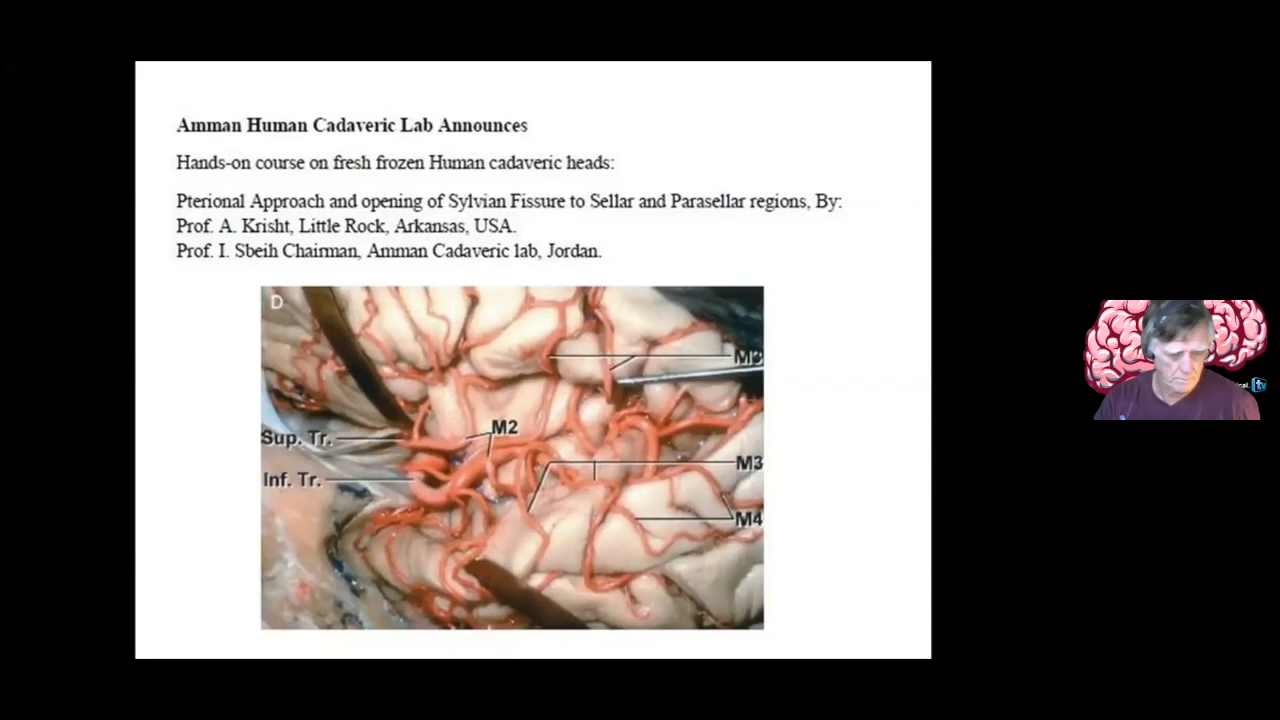 Amman Human Cadaveric Lab Announces
Hands-on course on fresh frozen Human cadaveric heads:
Pterional Approach and opening of Sylvian Fissure to Sellar and Parasellar regions, By:
Prof. A. Krisht, Little Rock, Arkansas, USA.
Prof. I. Sbeih Chairman, Amman Cadaveric lab, Jordan.
D
M3
M2
Sup. Tr.
M3
Inf. Tr.
M4
tv